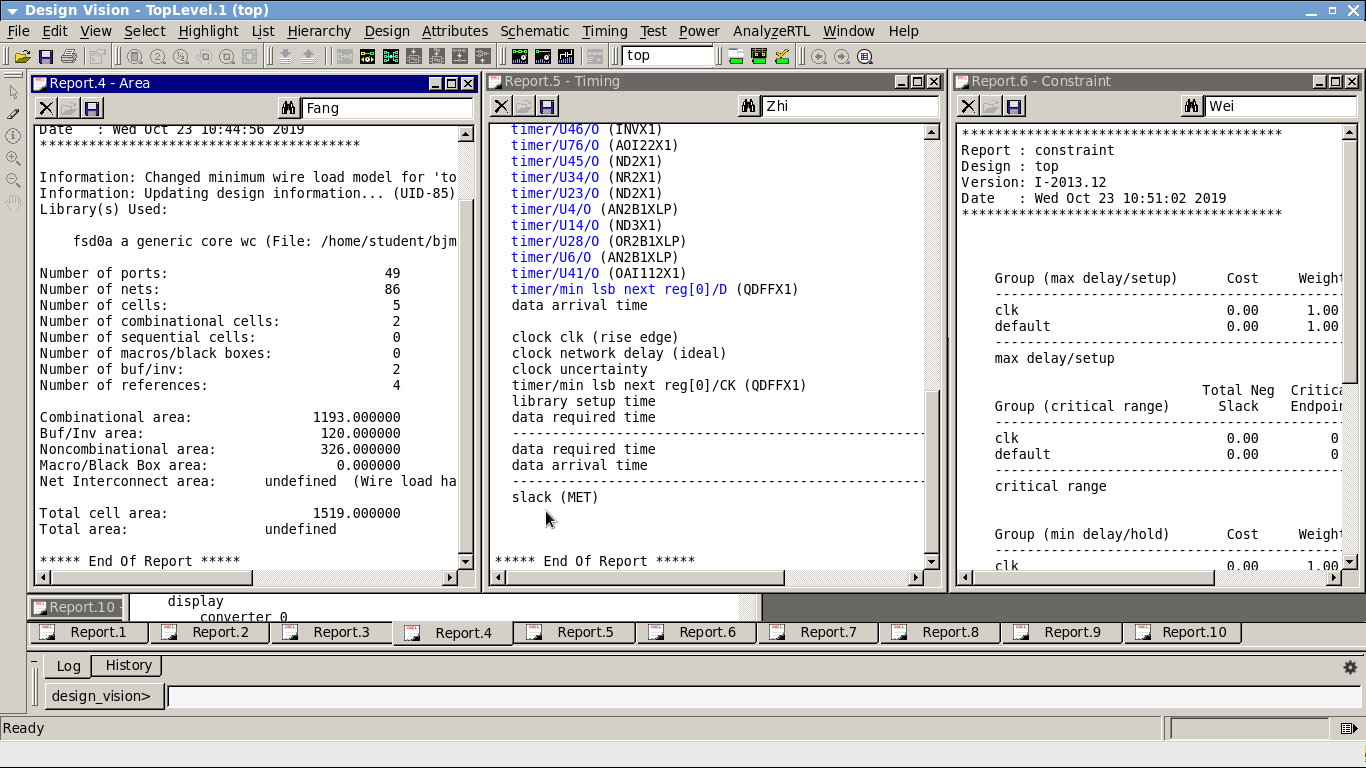 Design Vision - TopLevel.1 (top)
File Edit View Select Highlight List Hierarchy Design Attributes Schematic Timing Test Power AnalyzeRTL Window Help
top
Report.4 - Area
Fang
Date   : Wed Oct 23 10:44:56 2019
****************************************
Information: Changed minimum wire load model for 'to
Information: Updating design information... (UID-85)
Library(s) Used:
fsd0a a generic core wc (File: /home/student/bjm
Number of ports: 49
Number of nets: 86
Number of cells: 5
Number of combinational cells: 2
Number of sequential cells: 0
Number of macros/black boxes: 0
Number of buf/inv: 2
Number of references: 4
Combinational area: 1193.000000
Buf/Inv area: 120.000000
Noncombinational area: 326.000000
Macro/Black Box area: 0.000000
Net Interconnect area: undefined  (Wire load ha
Total cell area: 1519.000000
Total area: undefined
***** End Of Report *****
Report.5 - Timing
Zhi
timer/U46/O (INVX1)
timer/U76/O (AOI22X1)
timer/U45/O (ND2X1)
timer/U34/O (NR2X1)
timer/U23/O (ND2X1)
timer/U4/O (AN2B1XLP)
timer/U14/O (ND3X1)
timer/U28/O (OR2B1XLP)
timer/U6/O (AN2B1XLP)
timer/U41/O (OAI112X1)
timer/min lsb next reg[0]/D (QDFFX1)
data arrival time
clock clk (rise edge)
clock network delay (ideal)
clock uncertainty
timer/min lsb next reg[0]/CK (QDFFX1)
library setup time
data required time
----------------------------------------------------
data required time
data arrival time
----------------------------------------------------
slack (MET)
***** End Of Report *****
Report.6 - Constraint
Wei
****************************************
Report : constraint
Design : top
Version: I-2013.12
Date   : Wed Oct 23 10:51:02 2019
****************************************
Group (max delay/setup) Cost Weight
-------------------------------------------
clk 0.00 1.00
default 0.00 1.00
-------------------------------------------
max delay/setup
Total Neg Critica
Group (critical range) Slack Endpoin
-------------------------------------------
clk 0.00 0
default 0.00 0
-------------------------------------------
critical range
Group (min delay/hold) Cost Weight
-------------------------------------------
clk 0.00 1.00
Report.10 -
display
converter 0
Report.1 Report.2 Report.3 Report.4 Report.5 Report.6 Report.7 Report.8 Report.9 Report.10
Log History
design_vision>
Ready